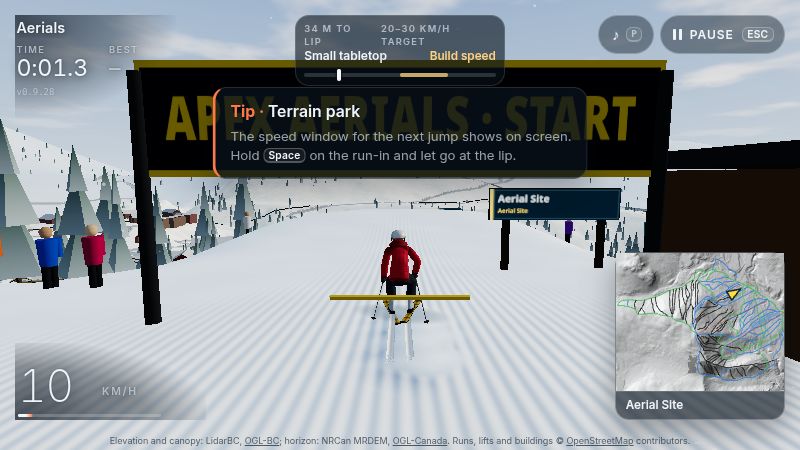 Aerials
TIME BEST
0:01.3 —
v0.9.28
34 M TO LIP
20–30 KM/H TARGET
Small tabletop Build speed
♪ P
PAUSE ESC
APEX AERIALS · START
Tip · Terrain park
The speed window for the next jump shows on screen.
Hold Space on the run-in and let go at the lip.
Aerial Site
Aerial Site
10 KM/H
Aerial Site
Elevation and canopy: LidarBC, OGL-BC; horizon: NRCan MRDEM, OGL-Canada. Runs, lifts and buildings © OpenStreetMap contributors.